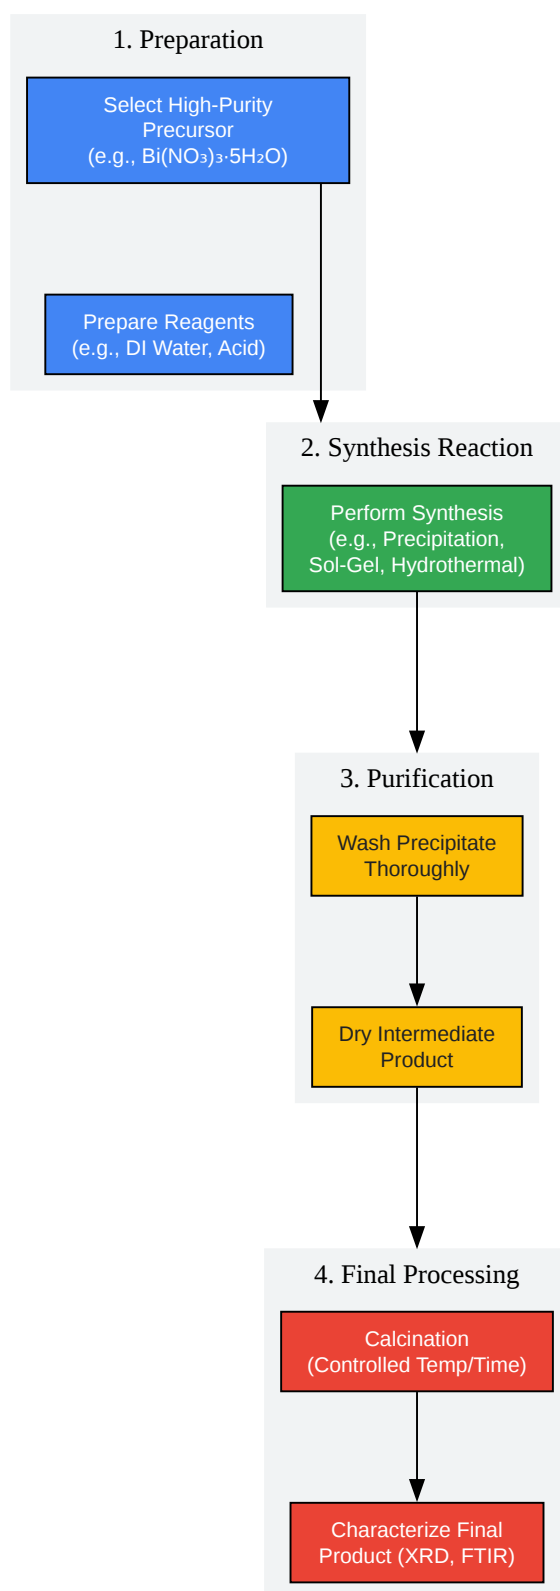 1. Preparation
Select High-Purity
Precursor
(e.g., Bi(NO₃)₃·5H₂O)
Prepare Reagents
(e.g., DI Water, Acid)
2. Synthesis Reaction
Perform Synthesis
(e.g., Precipitation,
Sol-Gel, Hydrothermal)
3. Purification
Wash Precipitate
Thoroughly
Dry Intermediate
Product
4. Final Processing
Calcination
(Controlled Temp/Time)
Characterize Final
Product (XRD, FTIR)